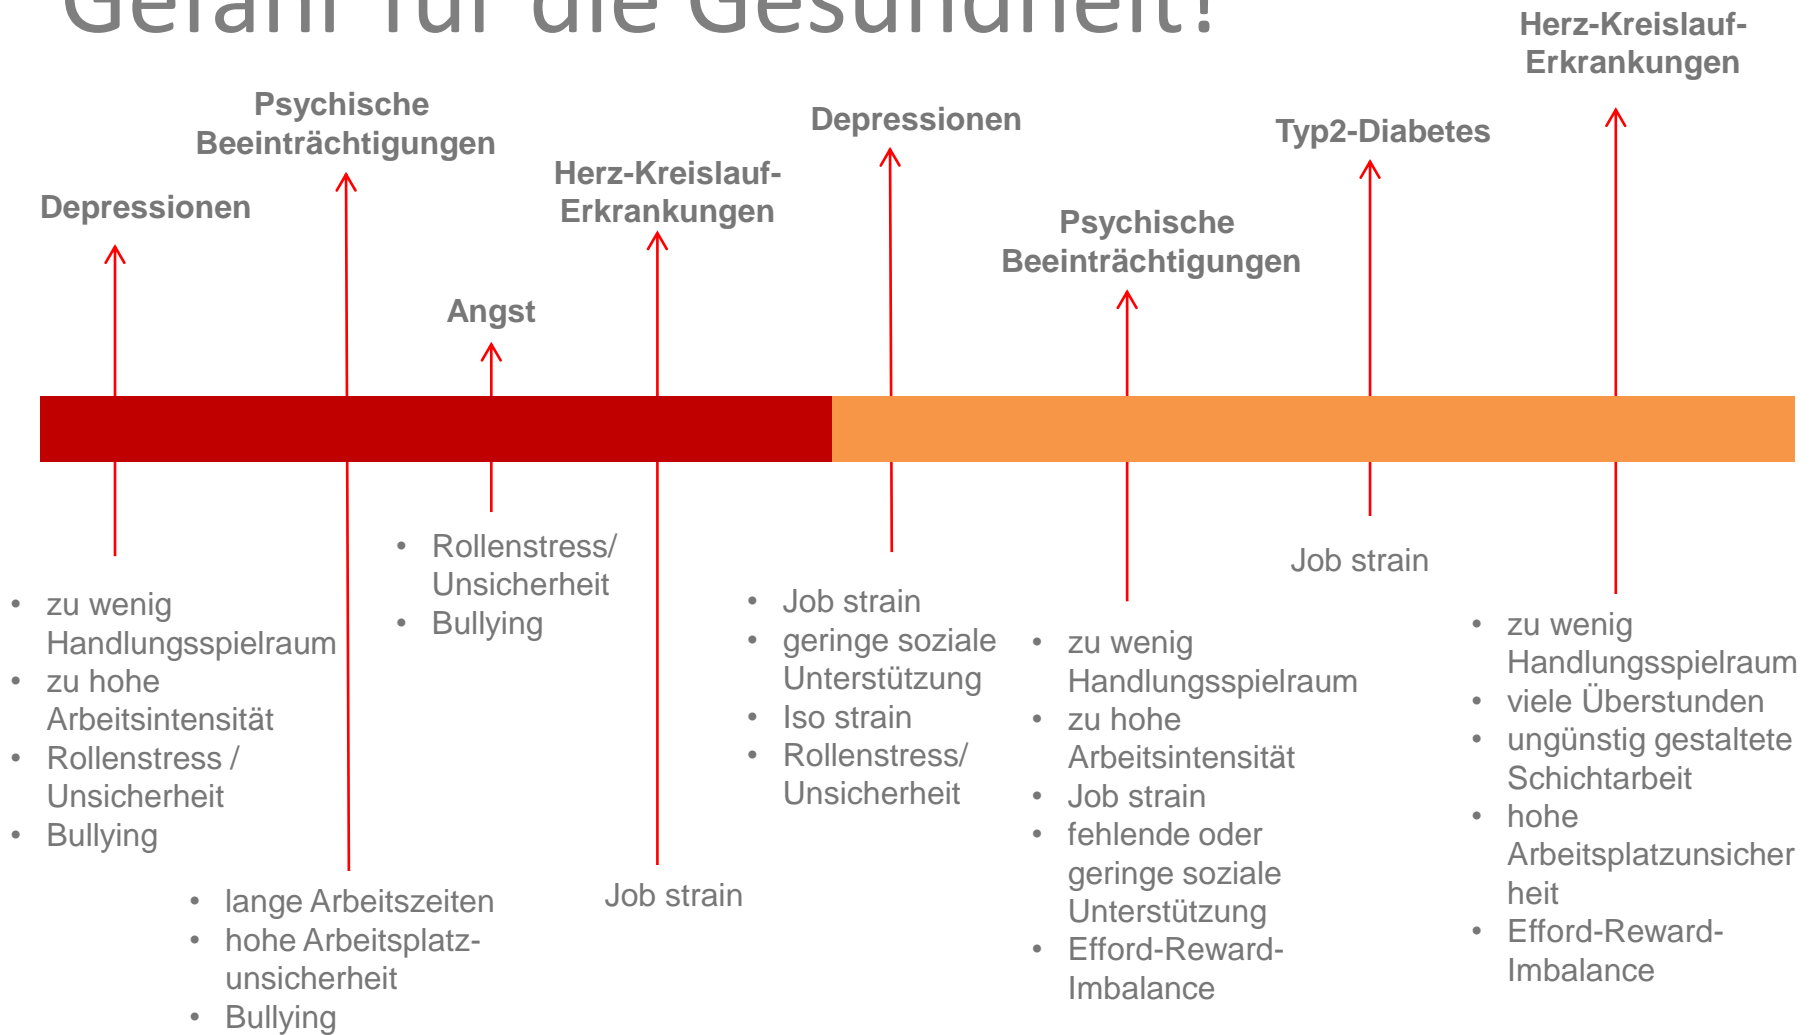 Gefahr für die Gesundheit!
Depressionen
Psychische
Beeinträchtigungen
Angst
Herz-Kreislauf-
Erkrankungen
Depressionen
Psychische
Beeinträchtigungen
Typ2-Diabetes
Herz-Kreislauf-
Erkrankungen
• zu wenig
Handlungsspielraum
• zu hohe
Arbeitsintensität
• Rollenstress /
Unsicherheit
• Bullying
• lange Arbeitszeiten
• hohe Arbeitsplatz-
unsicherheit
• Bullying
• Rollenstress/
Unsicherheit
• Bullying
Job strain
• Job strain
• geringe soziale
Unterstützung
• Iso strain
• Rollenstress/
Unsicherheit
• zu wenig
Handlungsspielraum
• zu hohe
Arbeitsintensität
• Job strain
• fehlende oder
geringe soziale
Unterstützung
• Efford-Reward-
Imbalance
Job strain
• zu wenig
Handlungsspielraum
• viele Überstunden
• ungünstig gestaltete
Schichtarbeit
• hohe
Arbeitsplatzunsicher
heit
• Efford-Reward-
Imbalance